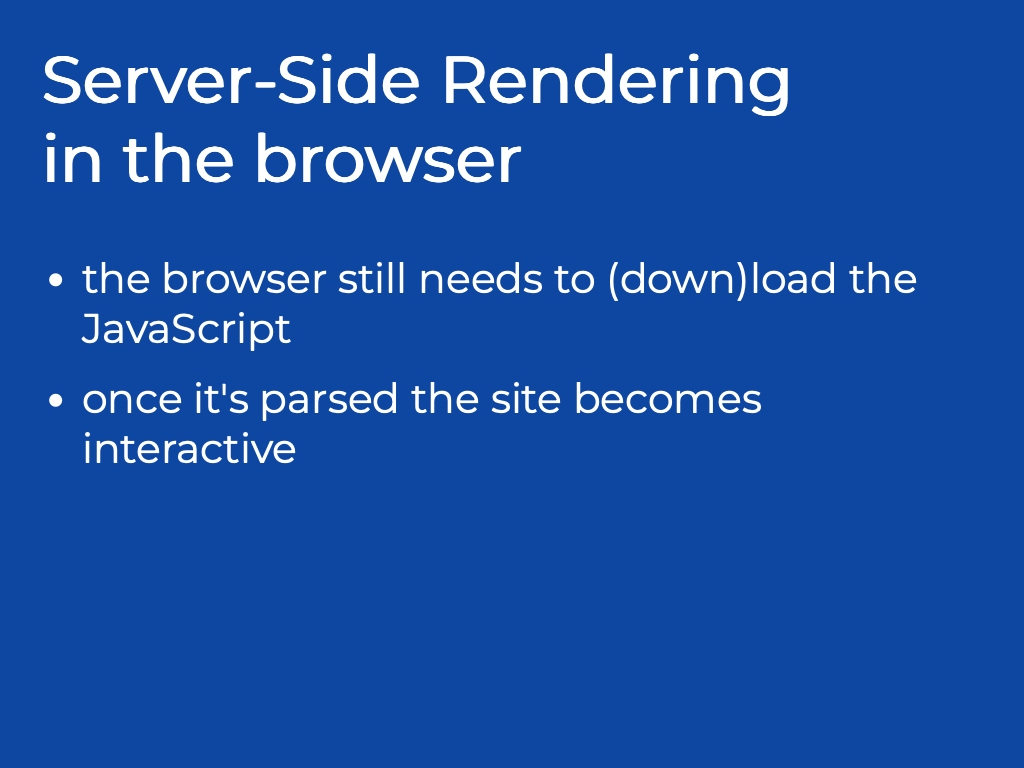 Server-Side Rendering
in the browser
• the browser still needs to (down)load the
JavaScript
• once it's parsed the site becomes
interactive